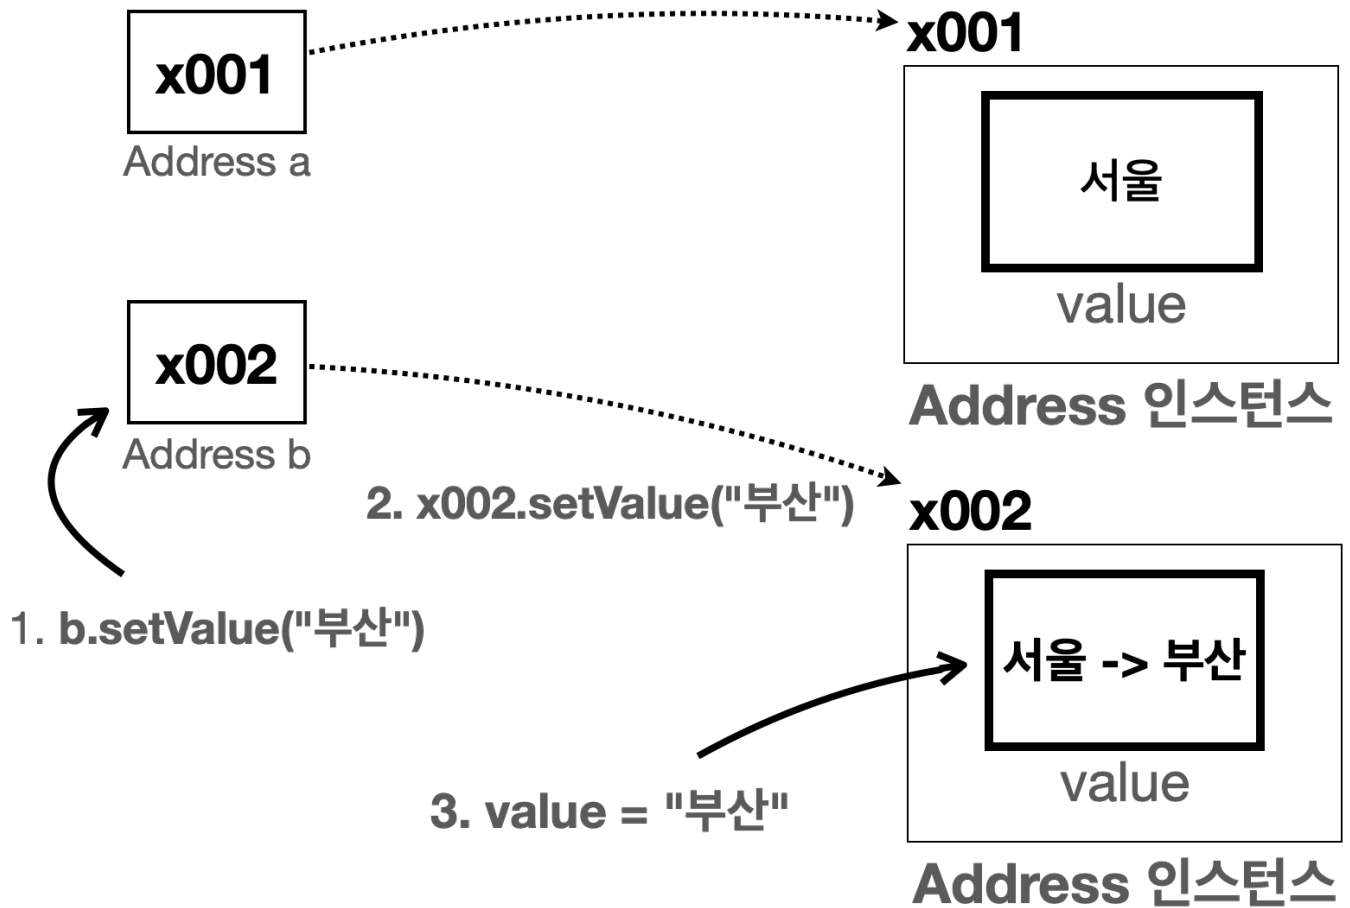 x001
Address a
x001
서울
value
Address 인스턴스
x002
Address b
1. b.setValue("부산")
2. x002.setValue("부산")
x002
서울 -> 부산
value
3. value = "부산"
Address 인스턴스